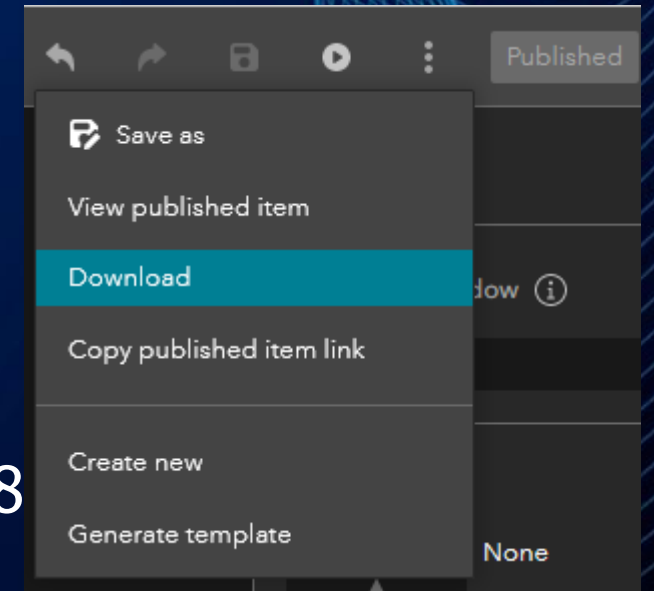 Published
Save as
View published item
Download
dow
Copy published item link
Create new
8
Generate template
None